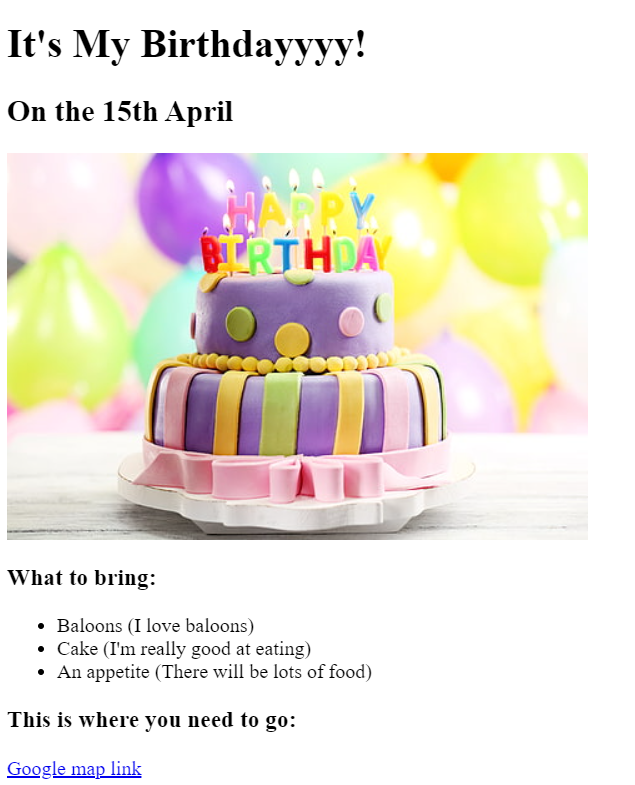 It's My Birthdayyyy!
On the 15th April
HAPPY
BIRTHDAY
What to bring:
Baloons (I love baloons)
Cake (I'm really good at eating)
An appetite (There will be lots of food)
This is where you need to go:
Google map link